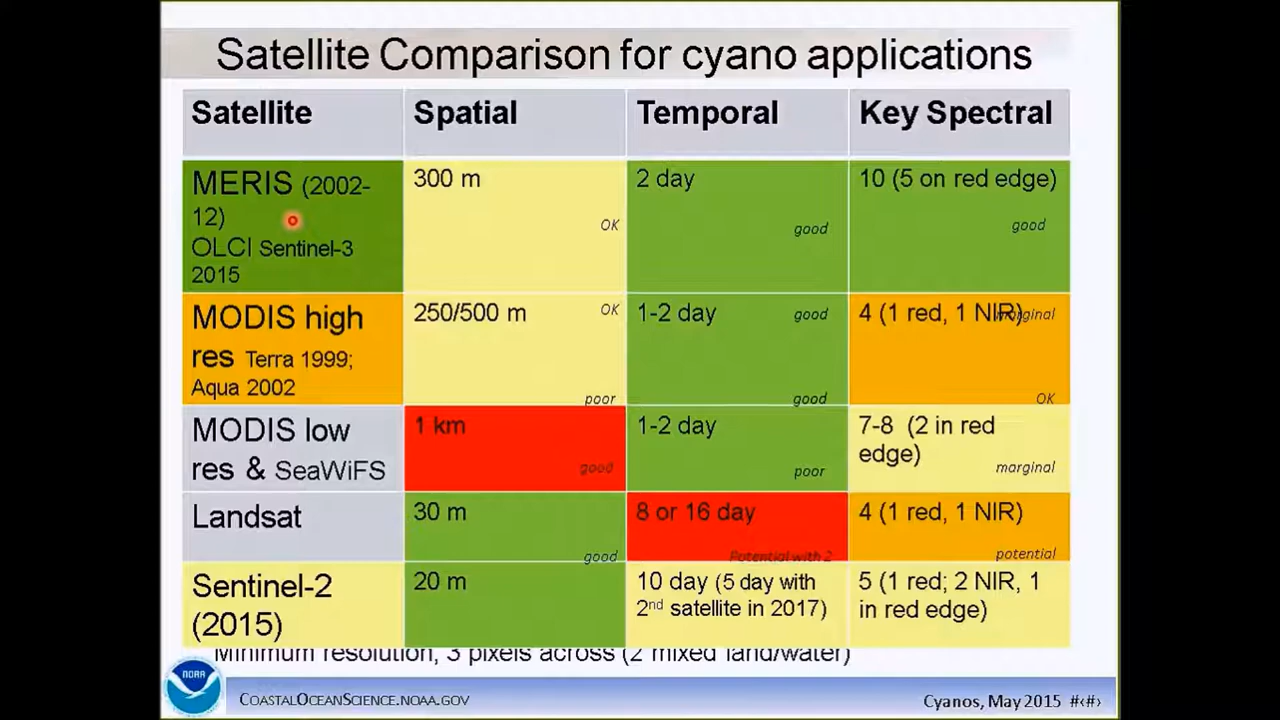 Satellite Comparison for cyano applications
Satellite Spatial Temporal Key Spectral
MERIS (2002-
12)
OLCI Sentinel-3
2015
300 m
OK
2 day
good
10 (5 on red edge)
good
MODIS high
res Terra 1999;
Aqua 2002
250/500 m
OK
poor
1-2 day
good
good
4 (1 red, 1 NIR)
marginal
OK
MODIS low
res & SeaWiFS
1 km
good
1-2 day
poor
7-8 (2 in red
edge)
marginal
Landsat
30 m
good
8 or 16 day
Potential with 2
4 (1 red, 1 NIR)
potential
Sentinel-2
(2015)
20 m
10 day (5 day with
2nd satellite in 2017)
5 (1 red; 2 NIR, 1
in red edge)
Minimum resolution, 3 pixels across (2 mixed land/water)
NOAA
COASTALOCEANSCIENCE.NOAA.GOV
Cyanos, May 2015 #‹#›